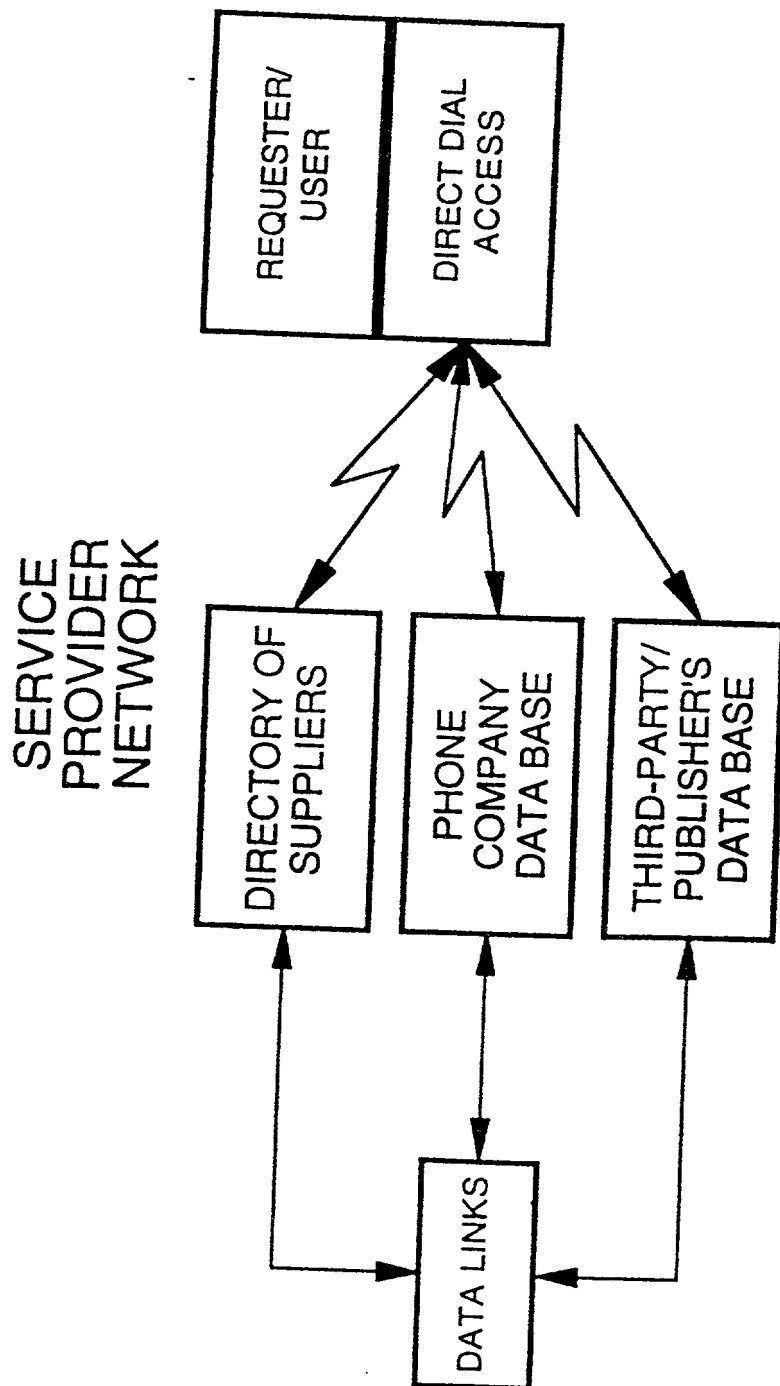 SERVICE
PROVIDER
NETWORK
REQUESTER/
USER
DIRECT DIAL
ACCESS
DIRECTORY OF
SUPPLIERS
PHONE
COMPANY
DATA BASE
THIRD-PARTY/
PUBLISHER'S
DATA BASE
DATA LINKS